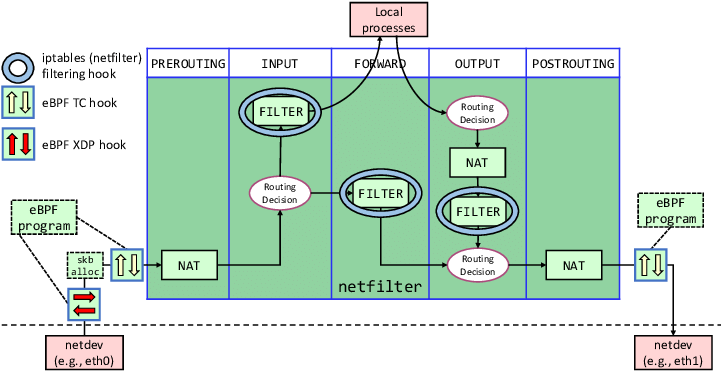 Local
processes
iptables (netfilter)
filtering hook
eBPF TC hook
eBPF XDP hook
PREROUTING
INPUT
FORWARD
OUTPUT
POSTROUTING
FILTER
Routing
Decision
NAT
Routing
Decision
FILTER
FILTER
eBPF
program
eBPF
program
skb
alloc
NAT
Routing
Decision
NAT
netfilter
netdev
(e.g., eth0)
netdev
(e.g., eth1)